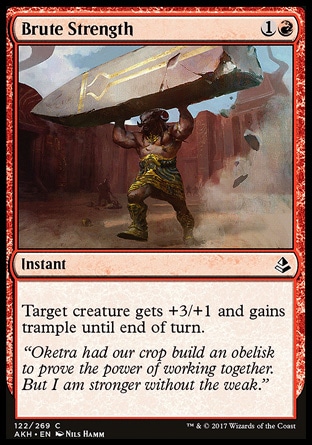 Brute Strength 1
Instant
Target creature gets +3/+1 and gains
trample until end of turn.
“Oketra had our crop build an obelisk
to prove the power of working together.
But I am stronger without the weak.”
122/269 C
AKH • EN Nils Hamm
™ & © 2017 Wizards of the Coast